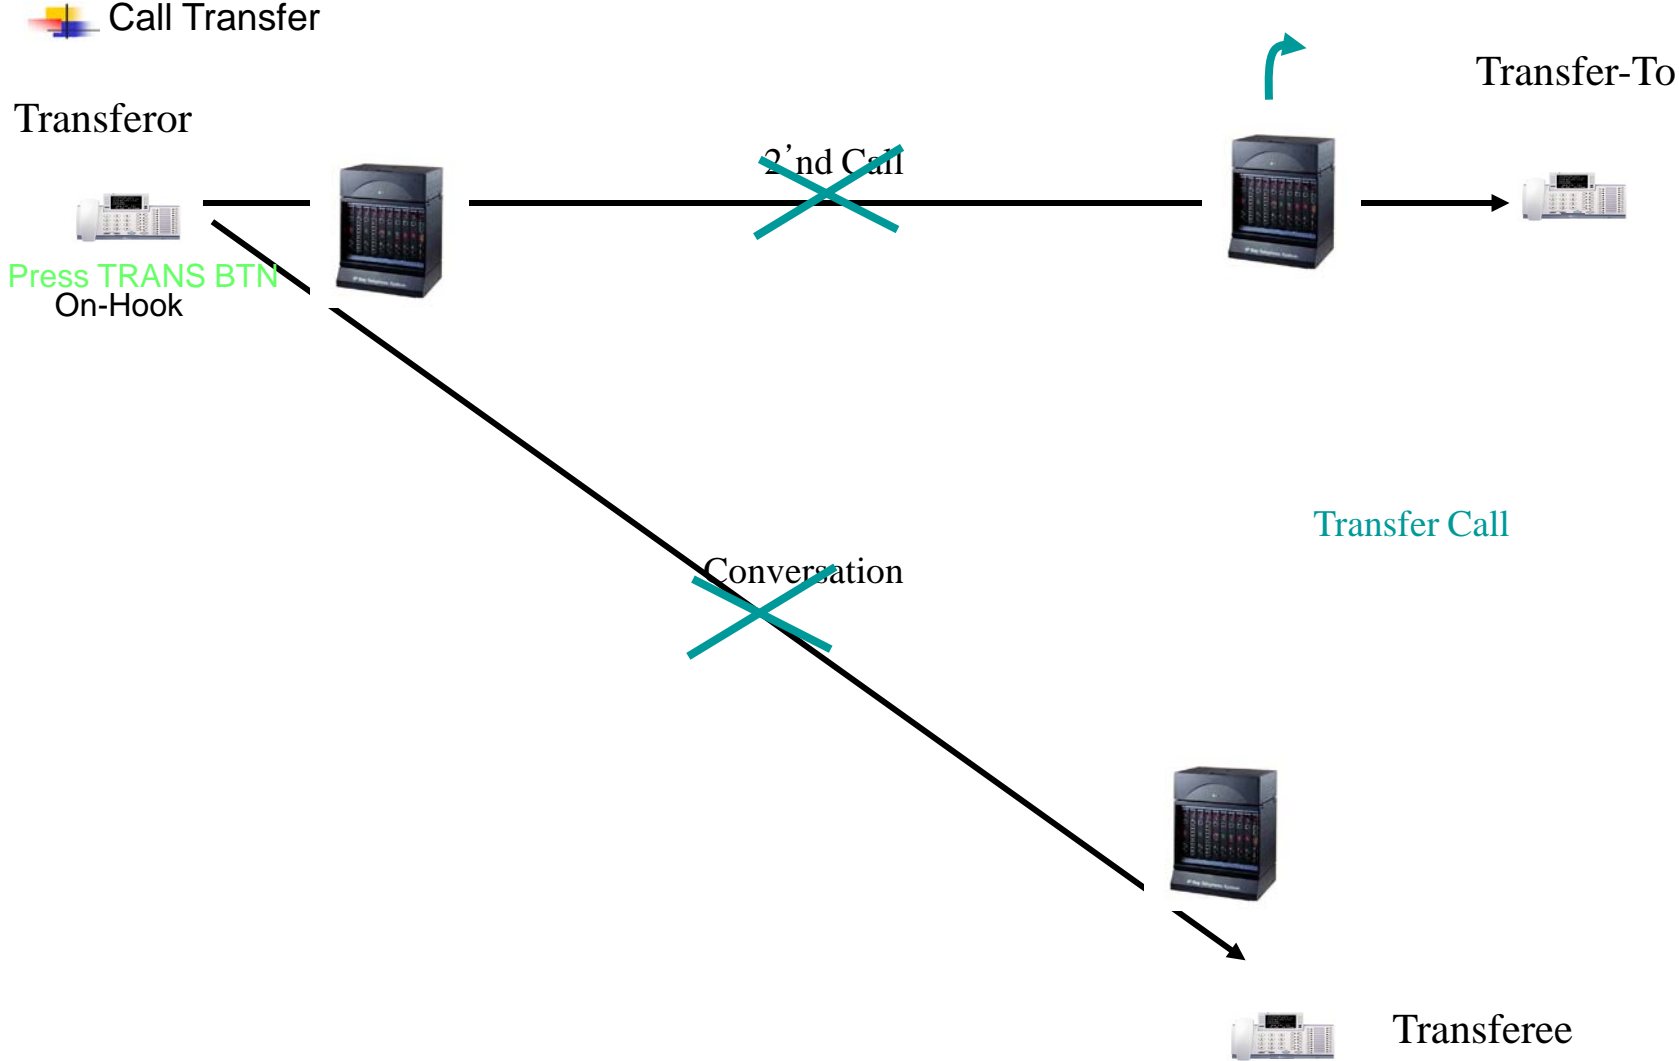 Call Transfer
Transfer-To
Transferor
2’nd Call
Press TRANS BTN
On-Hook
Transfer Call
Conversation
Transferee